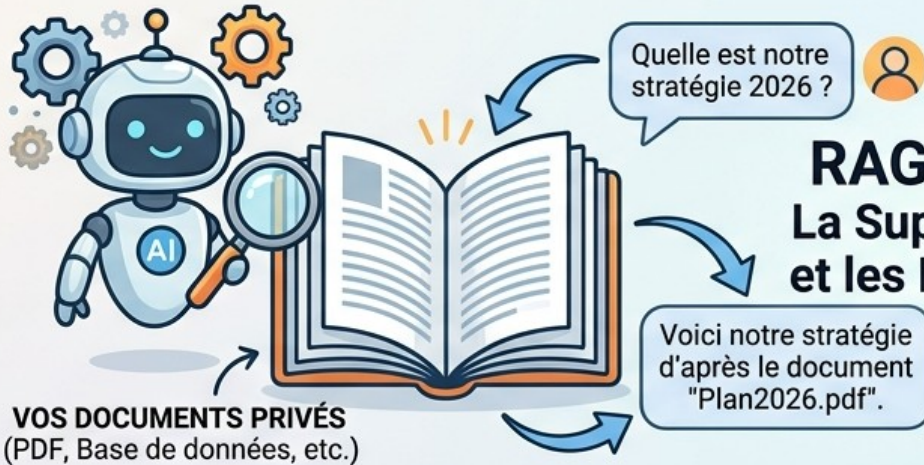 Quelle est notre
stratégie 2026 ?
RAG
La Sup
et les
AI
Voici notre stratégie
d'après le document
"Plan2026.pdf".
VOS DOCUMENTS PRIVÉS
(PDF, Base de données, etc.)